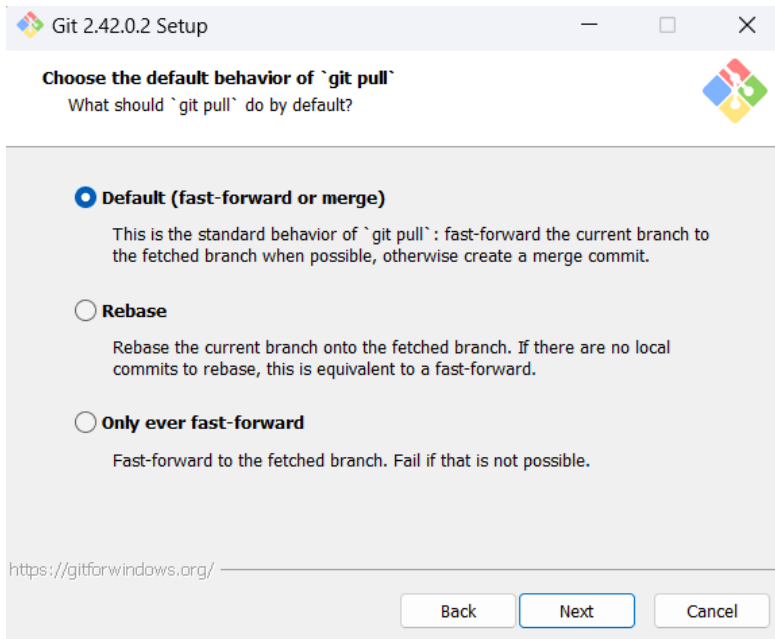 Git 2.42.0.2 Setup
Choose the default behavior of `git pull`
What should `git pull` do by default?
Default (fast-forward or merge)
This is the standard behavior of `git pull`: fast-forward the current branch to
the fetched branch when possible, otherwise create a merge commit.
Rebase
Rebase the current branch onto the fetched branch. If there are no local
commits to rebase, this is equivalent to a fast-forward.
Only ever fast-forward
Fast-forward to the fetched branch. Fail if that is not possible.
https://gitforwindows.org/
Back Next Cancel